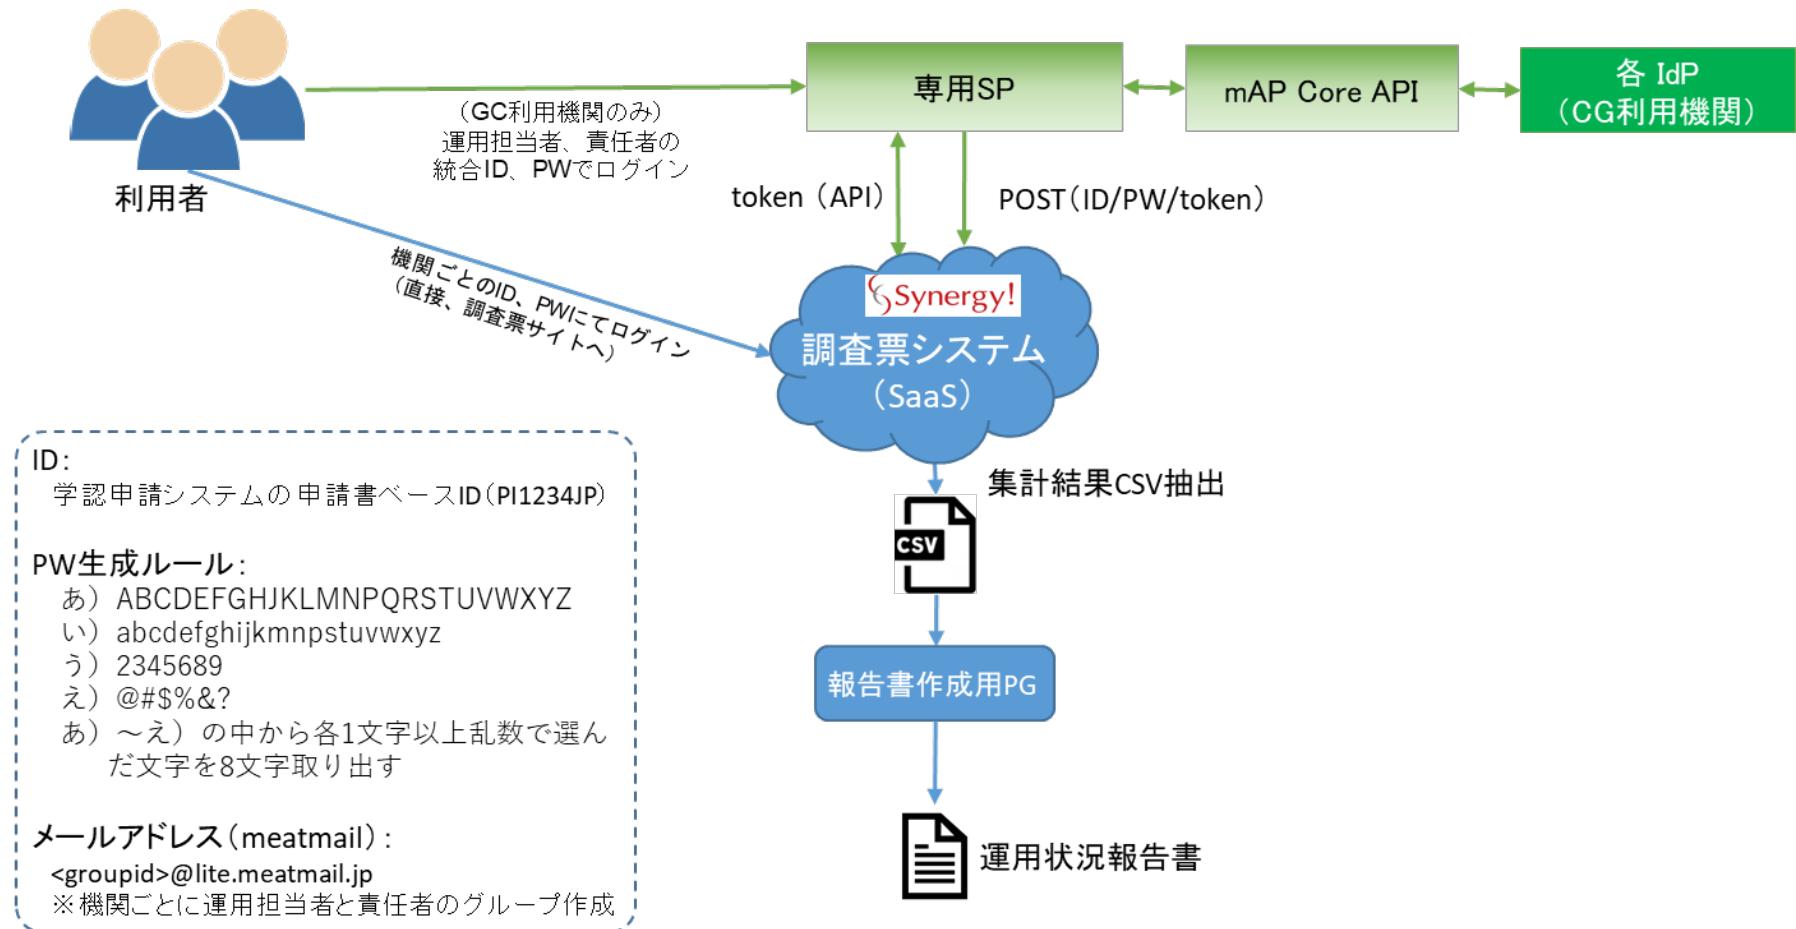 利用者
（GC利用機関のみ）
運用担当者、責任者の
統合ID、PWでログイン
専用SP
mAP Core API
各 IdP
（CG利用機関）
token（API）
POST（ID/PW/token）
機関ごとのID、PWにてログイン
（直接、調査票サイトへ）
Synergy!
調査票システム
（SaaS）
集計結果CSV抽出
CSV
報告書作成用PG
運用状況報告書
ID：
学認申請システムの申請書ベースID（PI1234JP）
PW生成ルール：
あ）ABCDEFGHJKLMNPQRSTUVWXYZ
い）abcdefghijkmnpstuvwxyz
う）2345689
え）@#$%&?
あ）～え）の中から各1文字以上乱数で選ん
だ文字を8文字取り出す
メールアドレス（meatmail）：
<groupid>@lite.meatmail.jp
※機関ごとに運用担当者と責任者のグループ作成